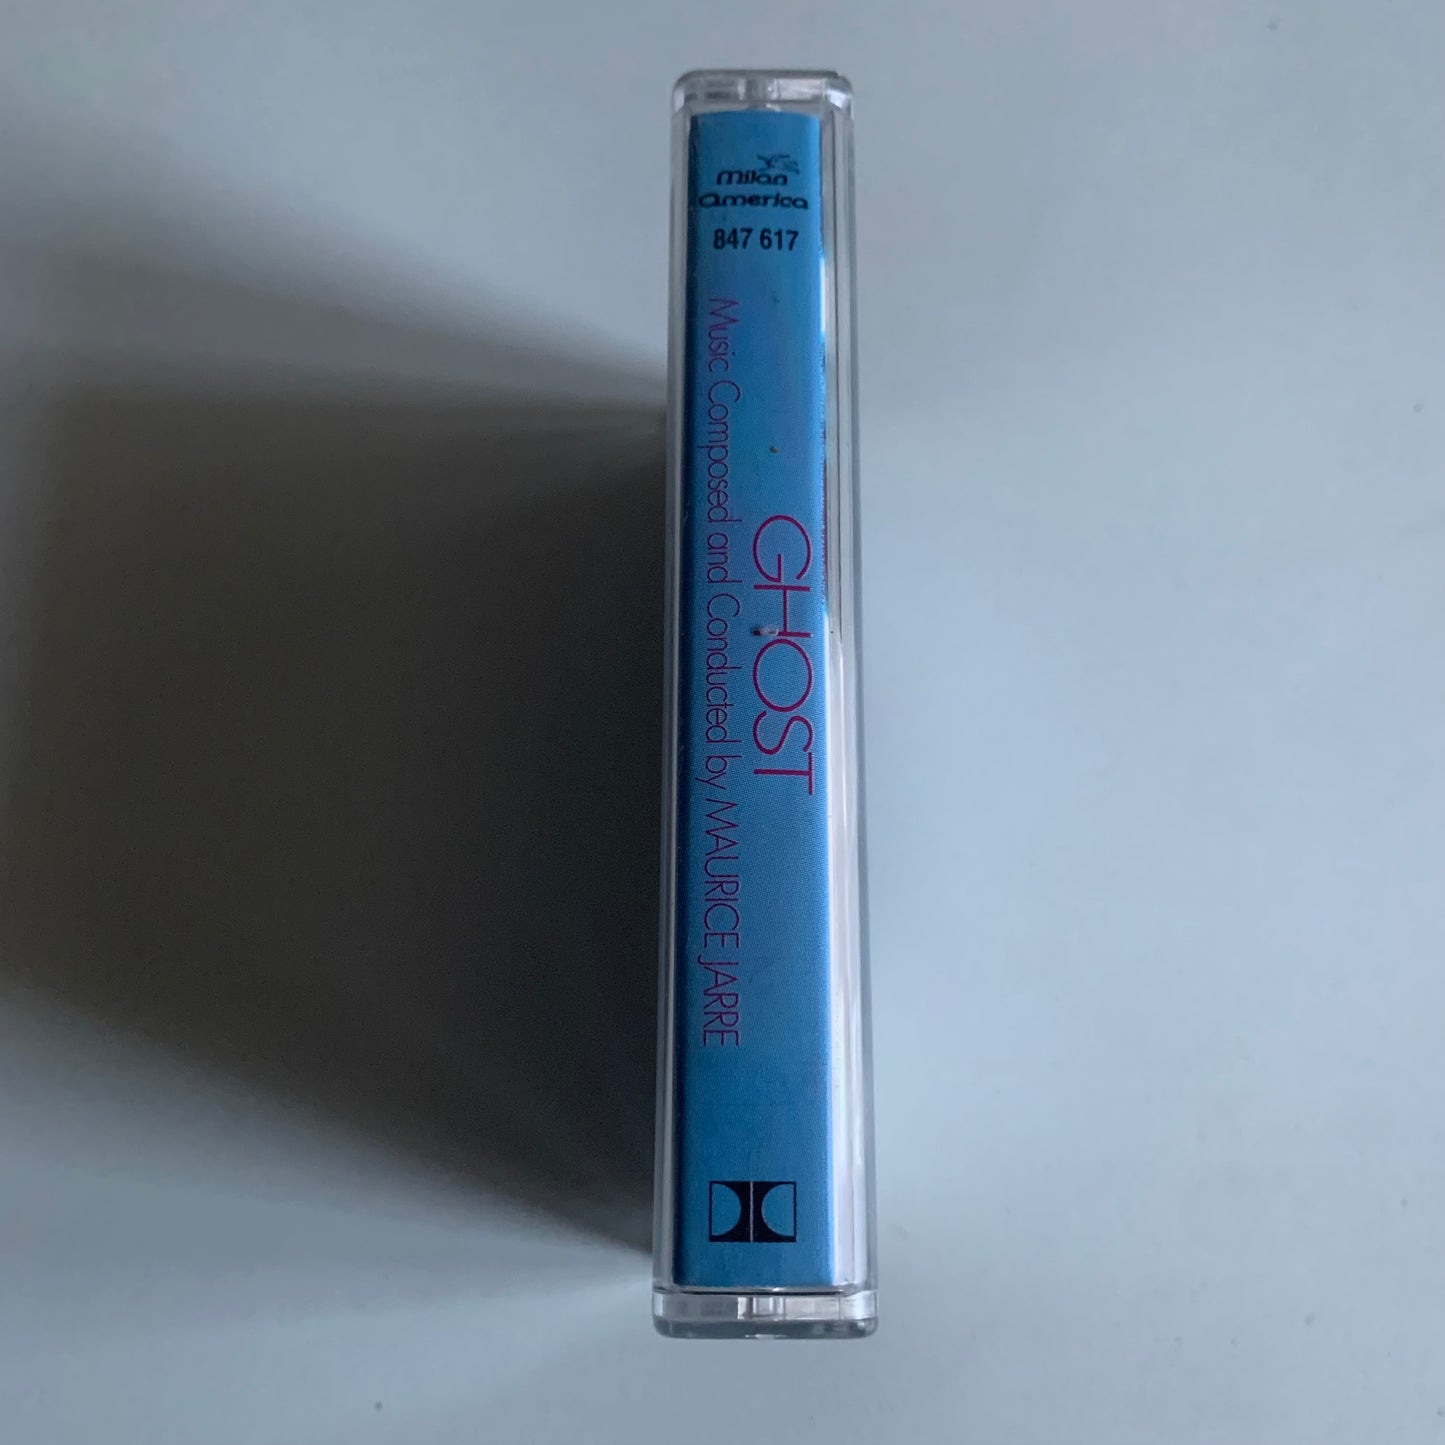 Milan
america
847 617
GHOST
Music Composed and Conducted by MAURICE JARRE